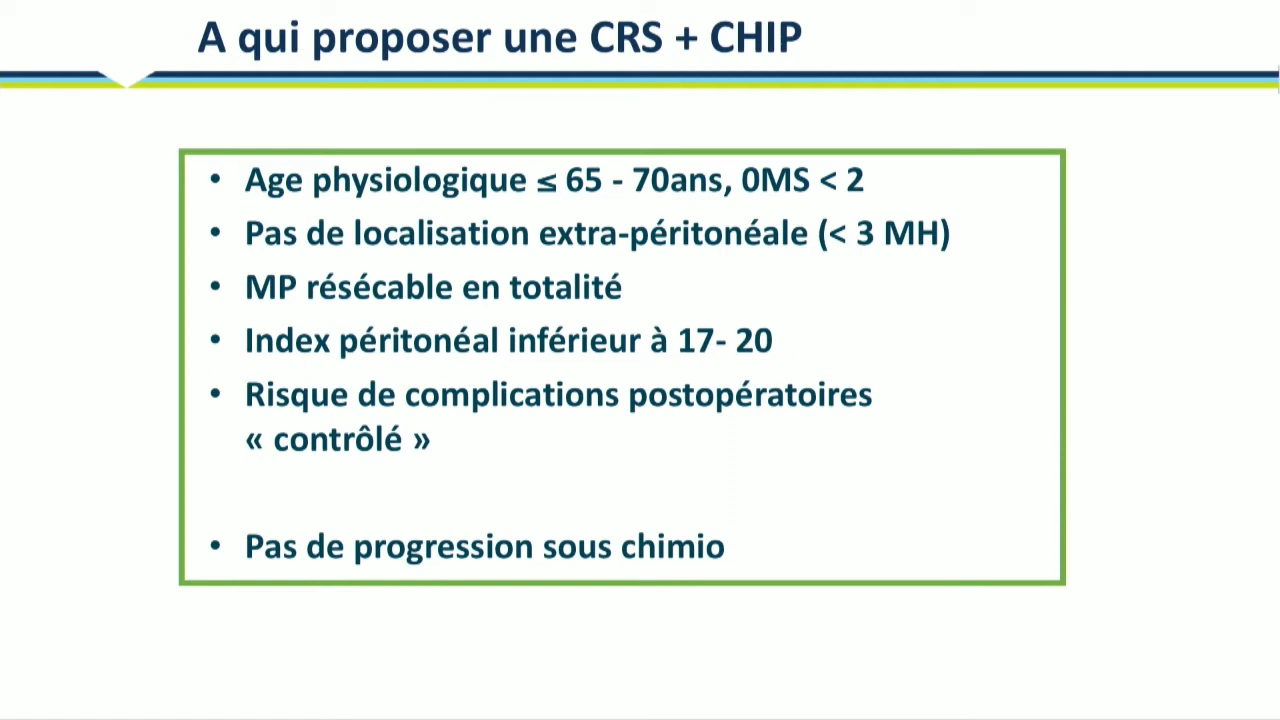 A qui proposer une CRS + CHIP
• Age physiologique ≤ 65 - 70ans, 0MS < 2
• Pas de localisation extra-péritonéale (< 3 MH)
• MP résécable en totalité
• Index péritonéal inférieur à 17- 20
• Risque de complications postopératoires
« contrôlé »
• Pas de progression sous chimio